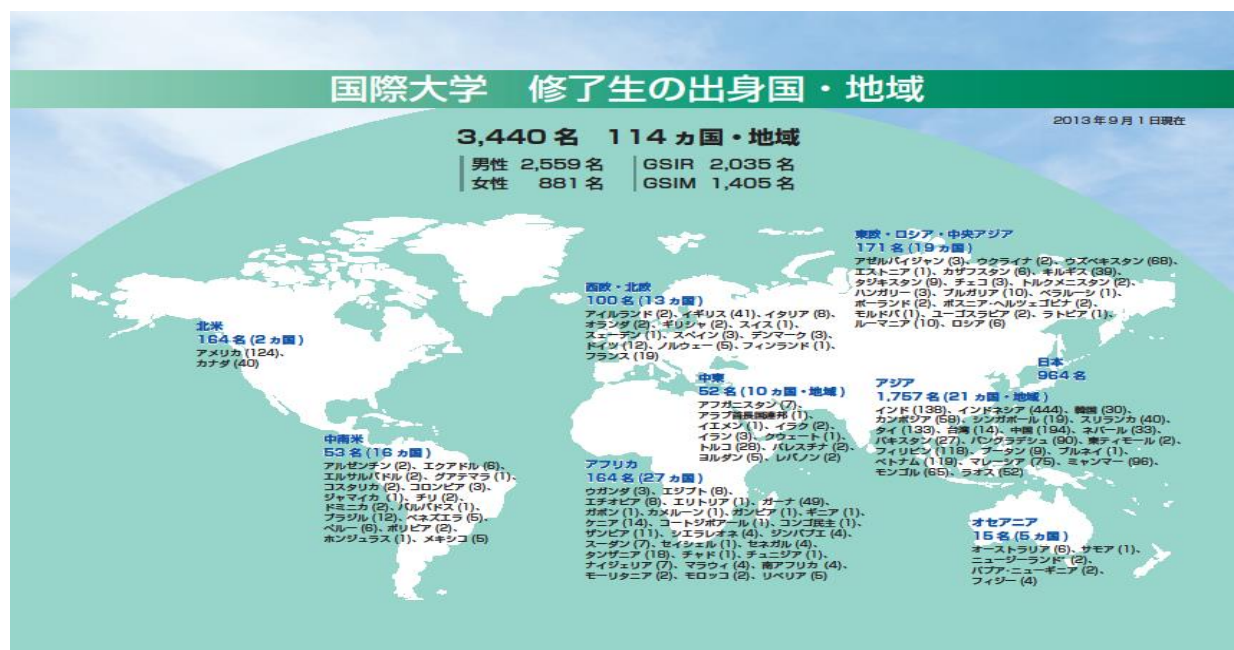 国際大学　修了生の出身国・地域
2013年9月1日現在
3,440名　114ヵ国・地域
男性 2,559名
女性 881名
GSIR 2,035名
GSIM 1,405名
北米
164名(2ヵ国)
アメリカ(124)、
カナダ(40)
中南米
53名(16ヵ国)
アルゼンチン(2)、エクアドル(6)、
エルサルバドル(2)、グアテマラ(1)、
コスタリカ(2)、コロンビア(3)、
ジャマイカ(1)、チリ(2)、
ドミニカ(2)、バルバドス(1)、
ブラジル(12)、ベネズエラ(5)、
ペルー(6)、ボリビア(2)、
ホンジュラス(1)、メキシコ(5)
西欧・北欧
100名(13ヵ国)
アイルランド(2)、イギリス(41)、イタリア(8)、
オランダ(2)、ギリシャ(2)、スイス(1)、
スェーデン(1)、スペイン(3)、デンマーク(3)、
ドイツ(12)、ノルウェー(5)、フィンランド(1)、
フランス(19)
中東
52名(10ヵ国・地域)
アフガニスタン(7)、
アラブ首長国連邦(1)、
イエメン(1)、イラク(2)、
イラン(3)、クウェート(1)、
トルコ(28)、パレスチナ(2)、
ヨルダン(5)、レバノン(2)
アフリカ
164名(27ヵ国)
ウガンダ(3)、エジプト(8)、
エチオピア(8)、エリトリア(1)、ガーナ(49)、
ガボン(1)、カメルーン(1)、ガンビア(1)、ギニア(1)、
ケニア(14)、コートジボアール(1)、コンゴ民主(1)、
ザンビア(11)、シエラレオネ(4)、ジンバブエ(4)、
スーダン(7)、セイシェル(1)、セネガル(4)、
タンザニア(18)、チャド(1)、チュニジア(1)、
ナイジェリア(7)、マラウィ(4)、南アフリカ(4)、
モーリタニア(2)、モロッコ(2)、リベリア(5)
東欧・ロシア・中央アジア
171名(19ヵ国)
アゼルバイジャン(3)、ウクライナ(2)、ウズベキスタン(68)、
エストニア(1)、カザフスタン(6)、キルギス(39)、
タジキスタン(9)、チェコ(3)、トルクメニスタン(2)、
ハンガリー(3)、ブルガリア(10)、ベラルーシ(1)、
ポーランド(2)、ボスニア・ヘルツェゴビナ(2)、
モルドバ(1)、ユーゴスラビア(2)、ラトビア(1)、
ルーマニア(10)、ロシア(6)
日本
964名
アジア
1,757名(21ヵ国・地域)
インド(138)、インドネシア(444)、韓国(30)、
カンボジア(58)、シンガポール(19)、スリランカ(40)、
タイ(133)、台湾(14)、中国(194)、ネパール(33)、
パキスタン(27)、バングラデシュ(90)、東ティモール(2)、
フィリピン(118)、ブータン(9)、ブルネイ(1)、
ベトナム(119)、マレーシア(75)、ミャンマー(96)、
モンゴル(65)、ラオス(52)
オセアニア
15名(5ヵ国)
オーストラリア(6)、サモア(1)、
ニュージーランド(2)、
パプア・ニューギニア(2)、
フィジー(4)